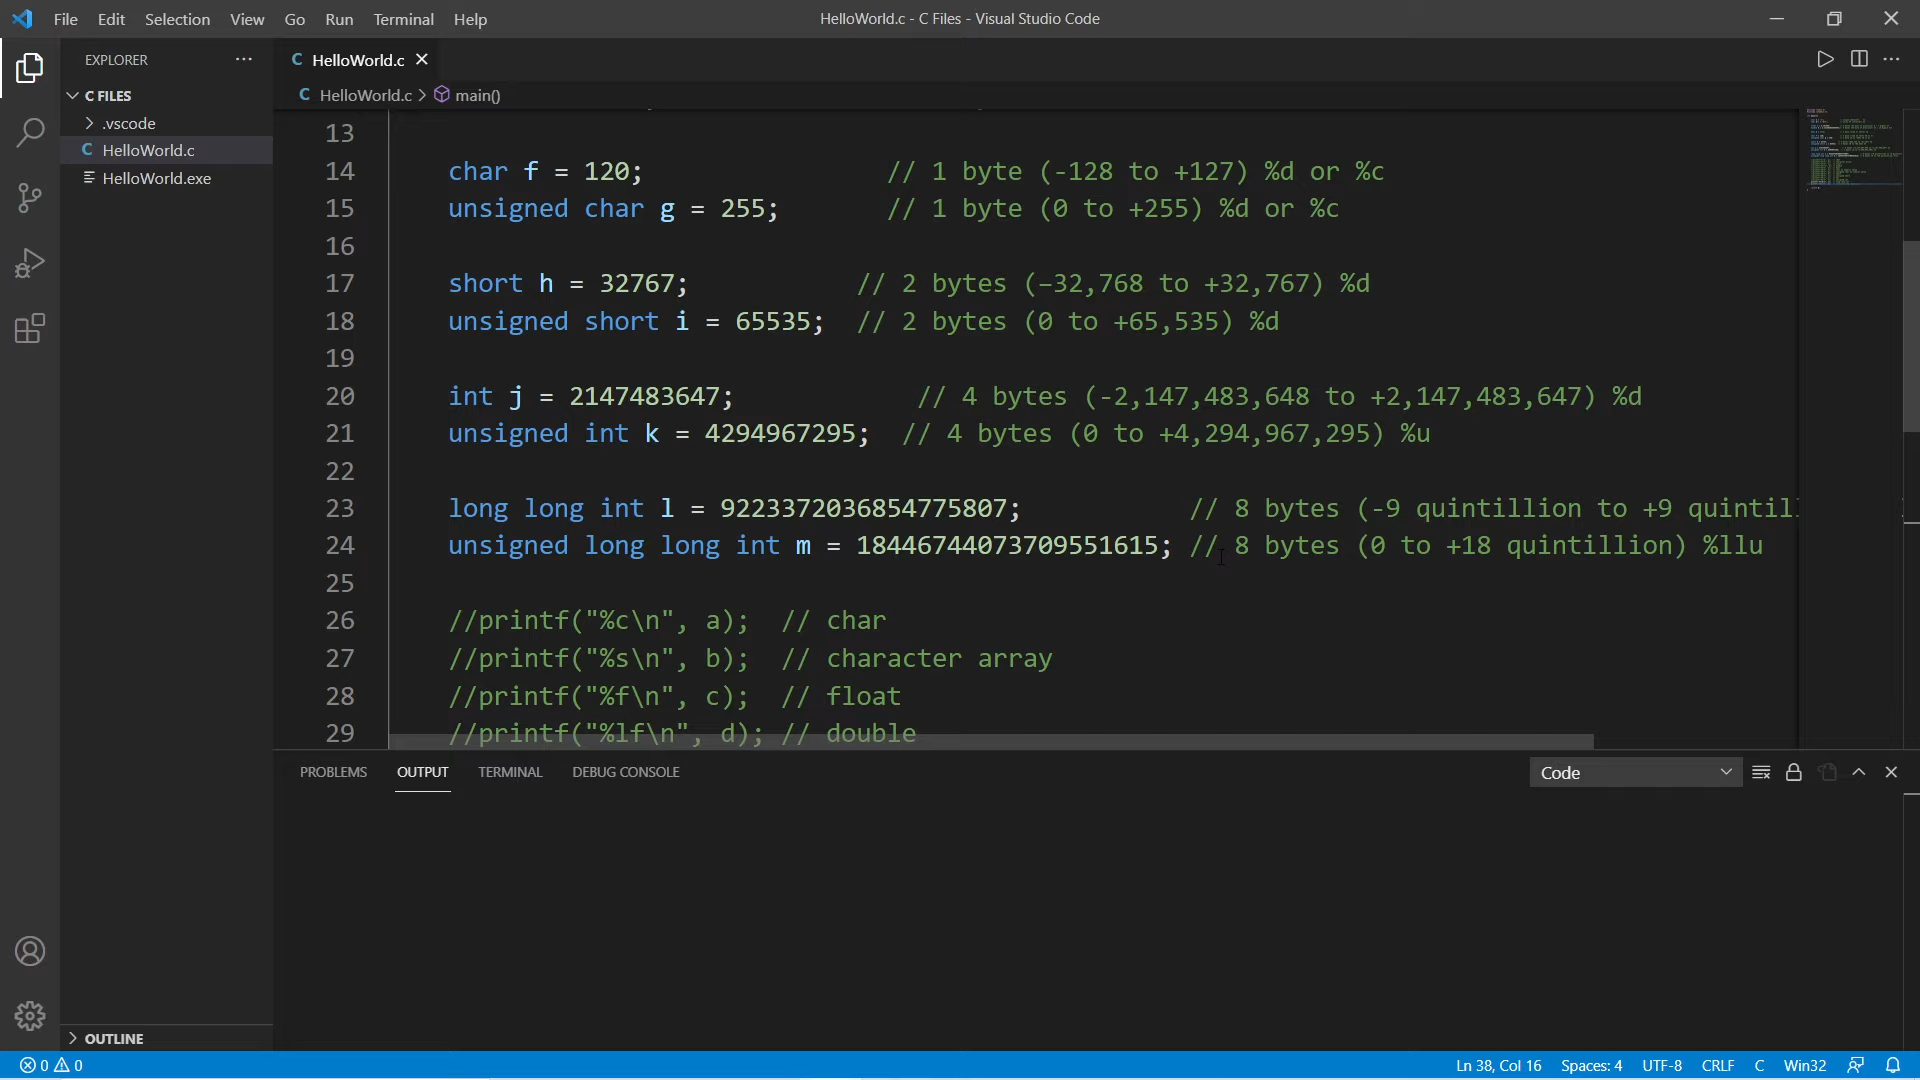 File Edit Selection View Go Run Terminal Help
HelloWorld.c - C Files - Visual Studio Code
EXPLORER
C FILES
.vscode
C HelloWorld.c
HelloWorld.exe
OUTLINE
C HelloWorld.c
C HelloWorld.c > main()
13
14 char f = 120; // 1 byte (-128 to +127) %d or %c
15 unsigned char g = 255; // 1 byte (0 to +255) %d or %c
16
17 short h = 32767; // 2 bytes (−32,768 to +32,767) %d
18 unsigned short i = 65535; // 2 bytes (0 to +65,535) %d
19
20 int j = 2147483647; // 4 bytes (-2,147,483,648 to +2,147,483,647) %d
21 unsigned int k = 4294967295; // 4 bytes (0 to +4,294,967,295) %u
22
23 long long int l = 9223372036854775807; // 8 bytes (-9 quintillion to +9 quintil
24 unsigned long long int m = 18446744073709551615; // 8 bytes (0 to +18 quintillion) %llu
25
26 //printf("%c\n", a); // char
27 //printf("%s\n", b); // character array
28 //printf("%f\n", c); // float
29 //printf("%lf\n", d); // double
PROBLEMS OUTPUT TERMINAL DEBUG CONSOLE
Code
0 0
Ln 38, Col 16 Spaces: 4 UTF-8 CRLF C Win32